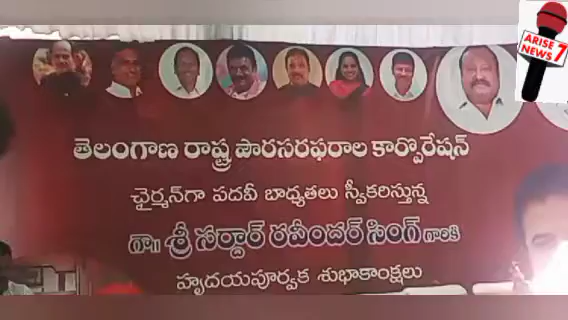 ARISE
NEWS 7
తెలంగాణ రాష్ట్ర పౌరసరఫరాల కార్పొరేషన్
ఛైర్మన్‌గా పదవీ బాధ్యతలు స్వీకరిస్తున్న
గౌ॥ శ్రీ సర్దార్ రవీందర్ సింగ్ గారికి
హృదయపూర్వక శుభాకాంక్షలు